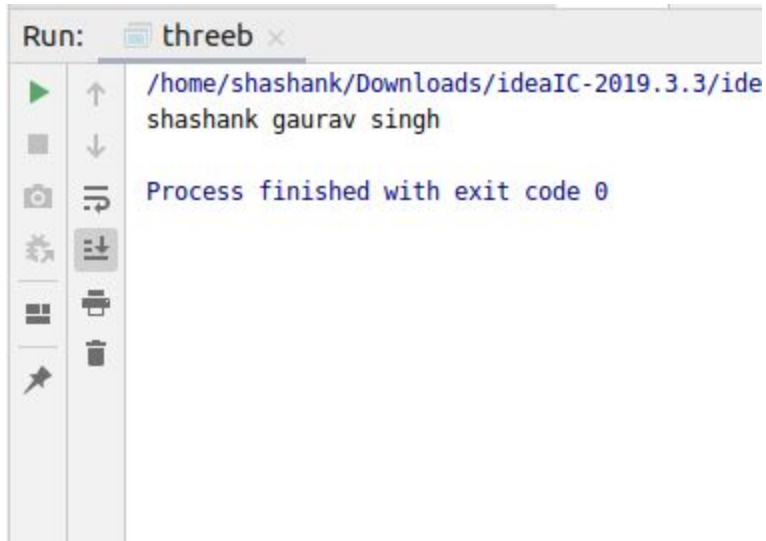 Run: threeb
/home/shashank/Downloads/ideaIC-2019.3.3/ide
shashank gaurav singh
Process finished with exit code 0